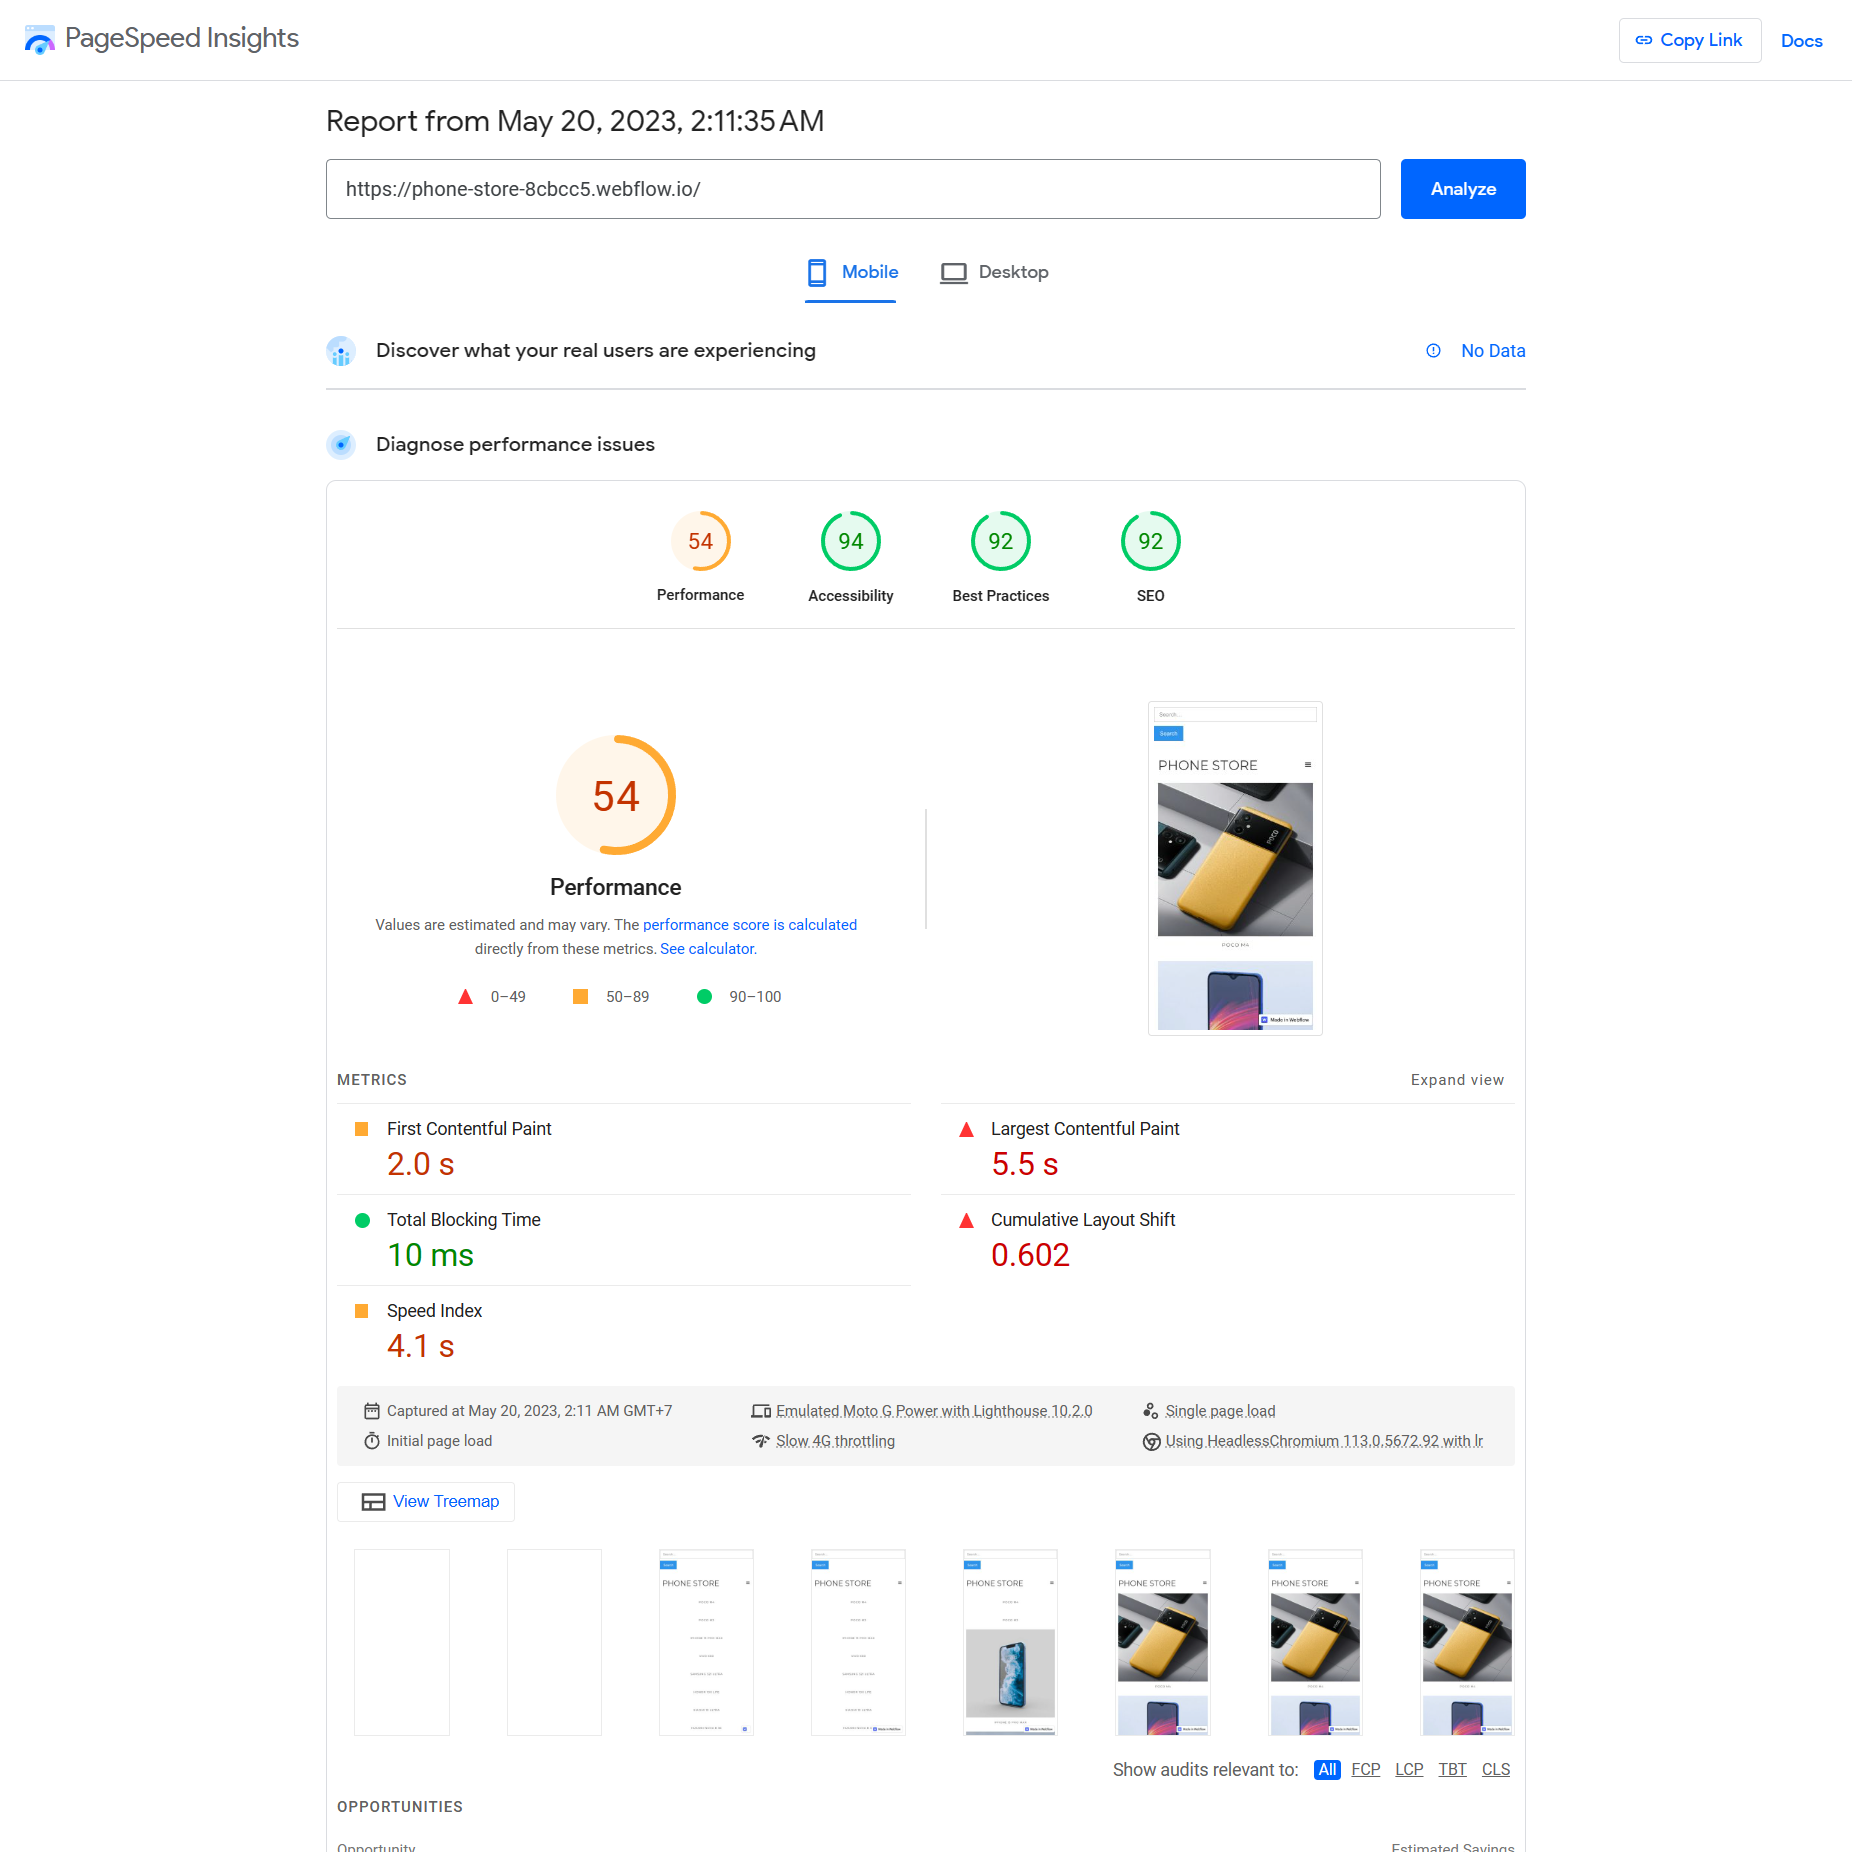 PageSpeed Insights
Copy Link
Docs
Report from May 20, 2023, 2:11:35 AM
https://phone-store-8cbcc5.webflow.io/
Analyze
Mobile
Desktop
Discover what your real users are experiencing
No Data
Diagnose performance issues
54
94
92
92
Performance
Accessibility
Best Practices
SEO
Search…
Search
PHONE STORE
POCO
POCO M4
Made in Webflow
54
Performance
Values are estimated and may vary. The performance score is calculated
directly from these metrics. See calculator.
0–49
50–89
90–100
METRICS
Expand view
First Contentful Paint
2.0 s
Largest Contentful Paint
5.5 s
Total Blocking Time
10 ms
Cumulative Layout Shift
0.602
Speed Index
4.1 s
Captured at May 20, 2023, 2:11 AM GMT+7
Emulated Moto G Power with Lighthouse 10.2.0
Single page load
Initial page load
Slow 4G throttling
Using HeadlessChromium 113.0.5672.92 with lr
View Treemap
PHONE STORE
PHONE STORE
PHONE STORE
PHONE STORE
PHONE STORE
PHONE STORE
Show audits relevant to:
All
FCP
LCP
TBT
CLS
OPPORTUNITIES
Opportunity
Estimated Savings